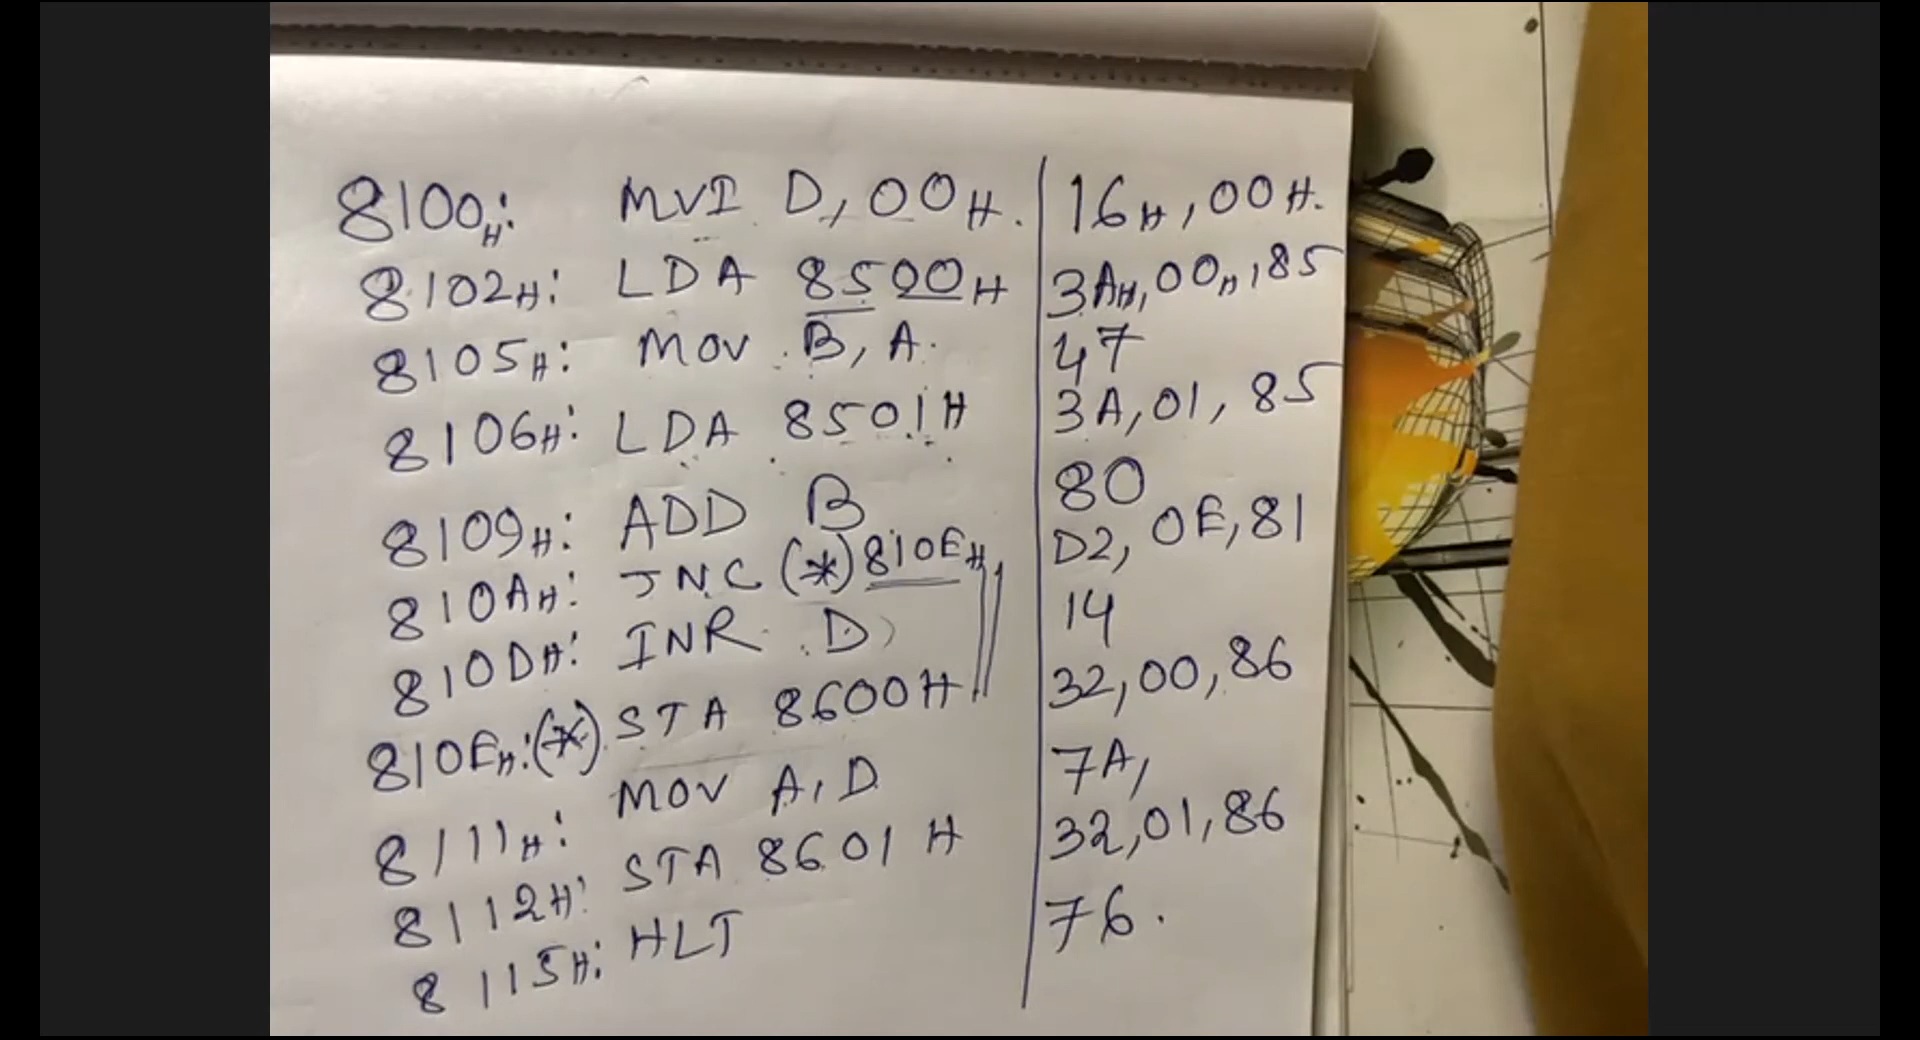 8100H: MVI D, 00H. 16H, 00H.
8102H: LDA 8500H 3AH, 00H, 85
8105H: MOV B, A. 47
8106H: LDA 8501H 3A, 01, 85
8109H: ADD B 80
810AH: JNC (*) 810EH D2, 0E, 81
810DH: INR D 14
810EH: (*) STA 8600H 32, 00, 86
8111H: MOV A, D 7A,
8112H: STA 8601H 32, 01, 86
8115H: HLT 76.